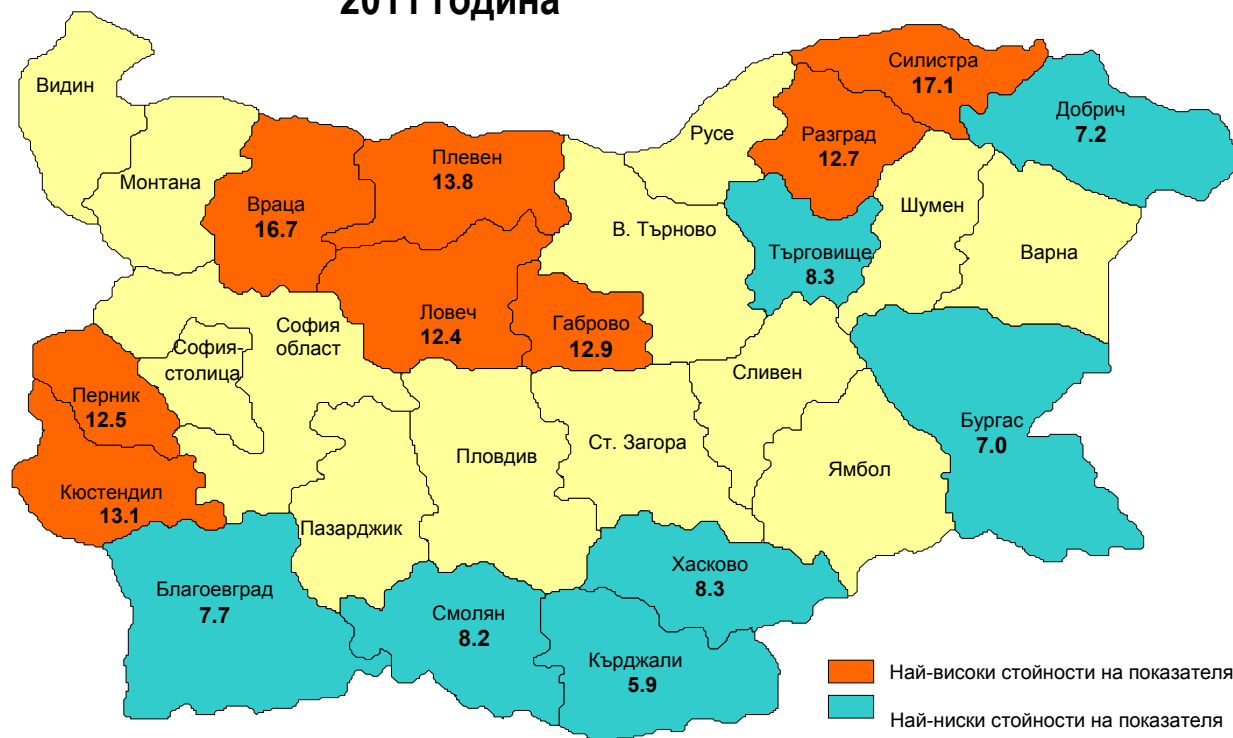 2011 година
Видин
Монтана
Враца
16.7
Плевен
13.8
Ловеч
12.4
Габрово
12.9
В. Търново
Русе
Разград
12.7
Силистра
17.1
Добрич
7.2
Търговище
8.3
Шумен
Варна
София
област
София-
столица
Перник
12.5
Кюстендил
13.1
Благоевград
7.7
Пазарджик
Пловдив
Ст. Загора
Сливен
Ямбол
Бургас
7.0
Хасково
8.3
Смолян
8.2
Кърджали
5.9
Най-високи стойности на показателя
Най-ниски стойности на показателя